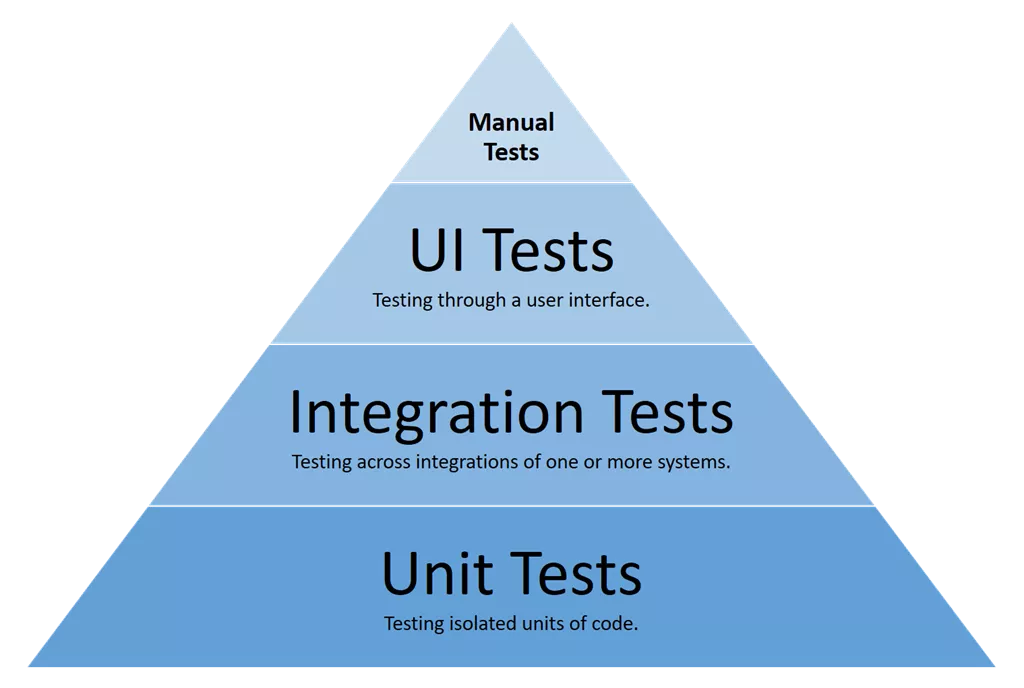 Manual
Tests
UI Tests
Testing through a user interface.
Integration Tests
Testing across integrations of one or more systems.
Unit Tests
Testing isolated units of code.